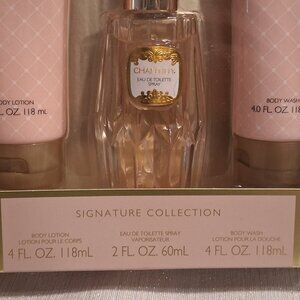 EAU DE TOILETTE
SPRAY
BODY LOTION
FL. OZ. 118 mL
BODY WASH
4.0 FL. OZ. 118
SIGNATURE COLLECTION
BODY LOTION
LOTION POUR LE CORPS
4 FL. OZ. 118mL
EAU DE TOILETTE SPRAY
VAPORISATEUR
2 FL. OZ. 60mL
BODY WASH
LOTION POUR LA DOUCHE
4 FL. OZ. 118mL